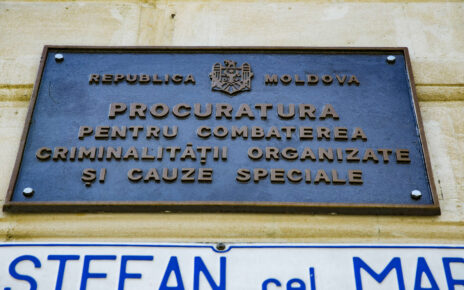 REPUBLICA MOLDOVA
PROCURATURA
PENTRU COMBATEREA
CRIMINALITĂȚII ORGANIZATE
ȘI CAUZE SPECIALE
STEFAN cel MAR